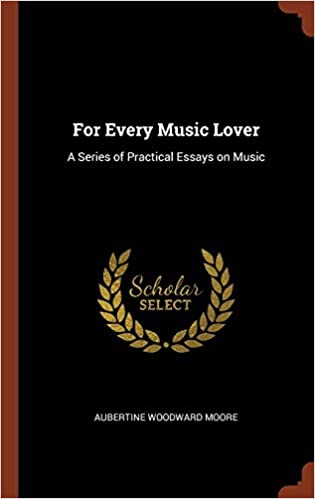 For Every Music Lover
A Series of Practical Essays on Music
Scholar
SELECT
AUBERTINE WOODWARD MOORE